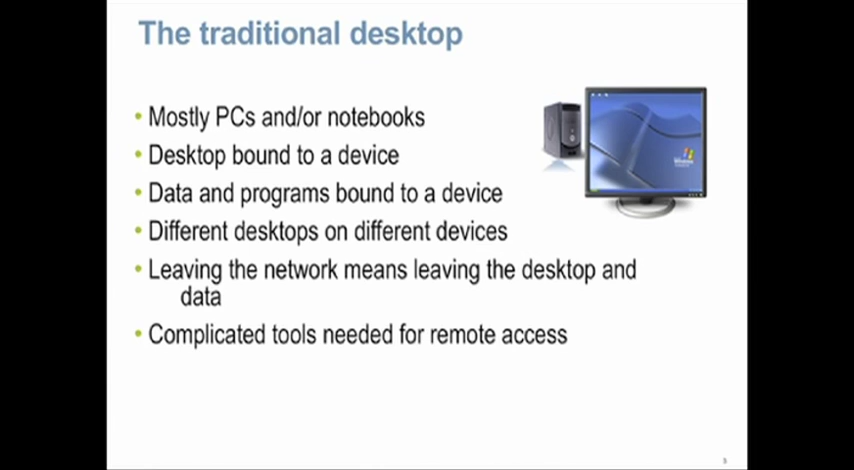 The traditional desktop
• Mostly PCs and/or notebooks
• Desktop bound to a device
• Data and programs bound to a device
• Different desktops on different devices
• Leaving the network means leaving the desktop and
data
• Complicated tools needed for remote access